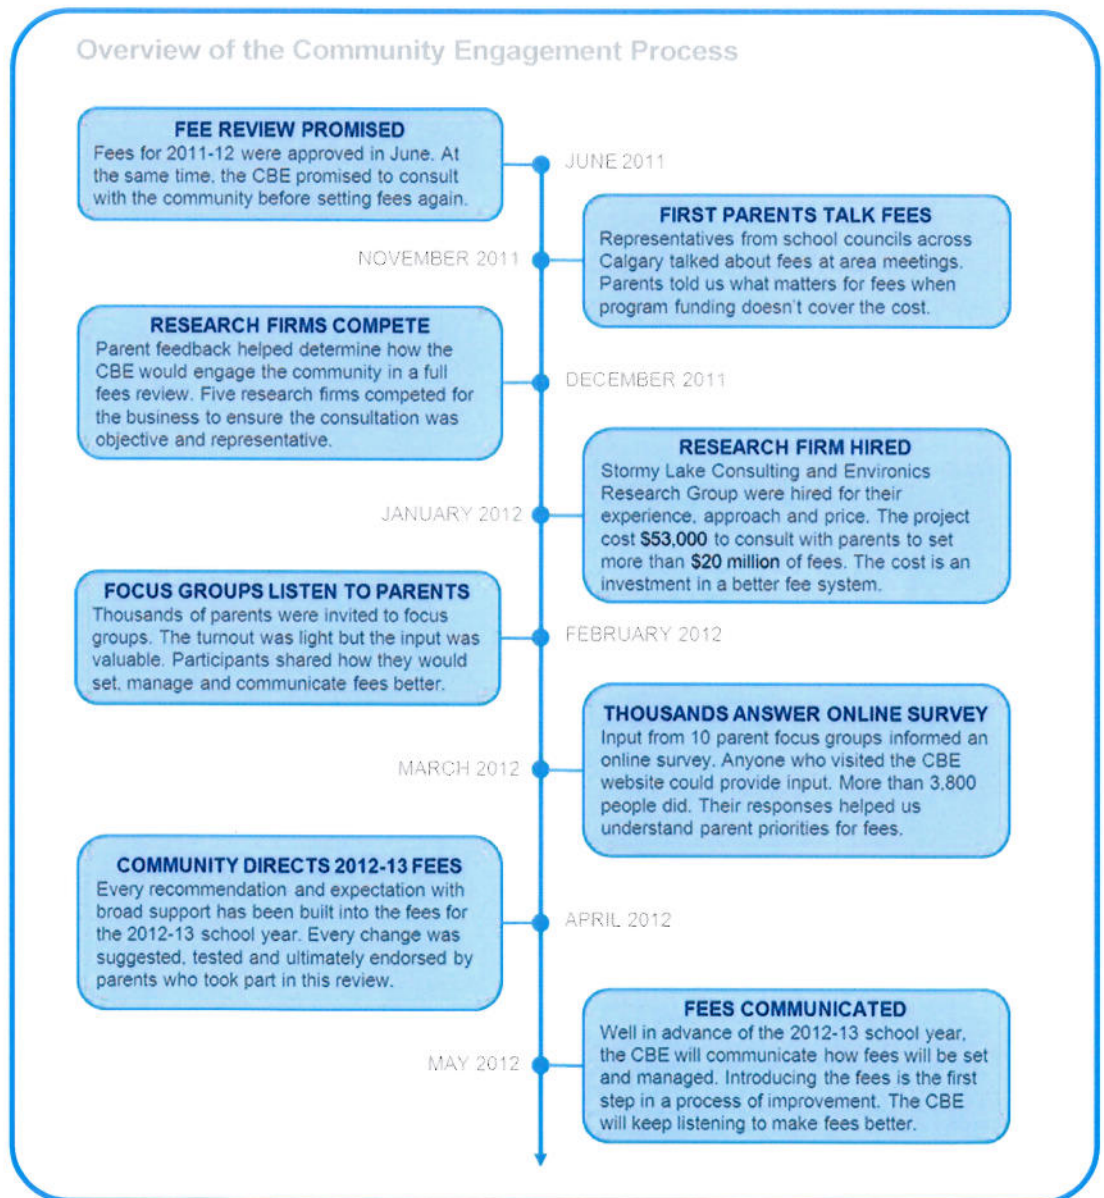 Overview of the Community Engagement Process
FEE REVIEW PROMISED
Fees for 2011-12 were approved in June. At
the same time, the CBE promised to consult
with the community before setting fees again.
JUNE 2011
FIRST PARENTS TALK FEES
Representatives from school councils across
Calgary talked about fees at area meetings.
Parents told us what matters for fees when
program funding doesn't cover the cost.
NOVEMBER 2011
RESEARCH FIRMS COMPETE
Parent feedback helped determine how the
CBE would engage the community in a full
fees review. Five research firms competed for
the business to ensure the consultation was
objective and representative.
DECEMBER 2011
RESEARCH FIRM HIRED
Stormy Lake Consulting and Environics
Research Group were hired for their
experience, approach and price. The project
cost $53,000 to consult with parents to set
more than $20 million of fees. The cost is an
investment in a better fee system.
JANUARY 2012
FOCUS GROUPS LISTEN TO PARENTS
Thousands of parents were invited to focus
groups. The turnout was light but the input was
valuable. Participants shared how they would
set, manage and communicate fees better.
FEBRUARY 2012
THOUSANDS ANSWER ONLINE SURVEY
Input from 10 parent focus groups informed an
online survey. Anyone who visited the CBE
website could provide input. More than 3,800
people did. Their responses helped us
understand parent priorities for fees.
MARCH 2012
COMMUNITY DIRECTS 2012-13 FEES
Every recommendation and expectation with
broad support has been built into the fees for
the 2012-13 school year. Every change was
suggested, tested and ultimately endorsed by
parents who took part in this review.
APRIL 2012
FEES COMMUNICATED
Well in advance of the 2012-13 school year,
the CBE will communicate how fees will be set
and managed. Introducing the fees is the first
step in a process of improvement. The CBE
will keep listening to make fees better.
MAY 2012